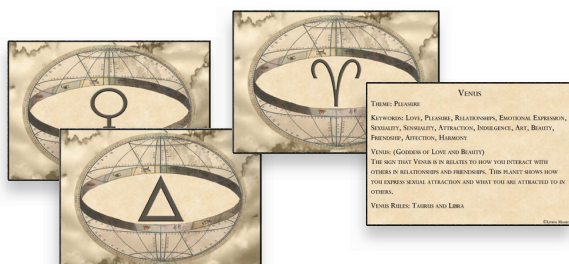 VENUS
THEME: PLEASURE
KEYWORDS: LOVE, PLEASURE, RELATIONSHIPS, EMOTIONAL EXPRESSION,
SEXUALITY, SENSUALITY, ATTRACTION, INDULGENCE, ART, BEAUTY,
FRIENDSHIP, AFFECTION, HARMONY
VENUS: (GODDESS OF LOVE AND BEAUTY)
THE SIGN THAT VENUS IS IN RELATES TO HOW YOU INTERACT WITH
OTHERS IN RELATIONSHIPS AND FRIENDSHIPS. THIS PLANET SHOWS HOW
YOU EXPRESS SEXUAL ATTRACTION AND WHAT YOU ARE ATTRACTED TO IN
OTHERS.
VENUS RULES: TAURUS AND LIBRA